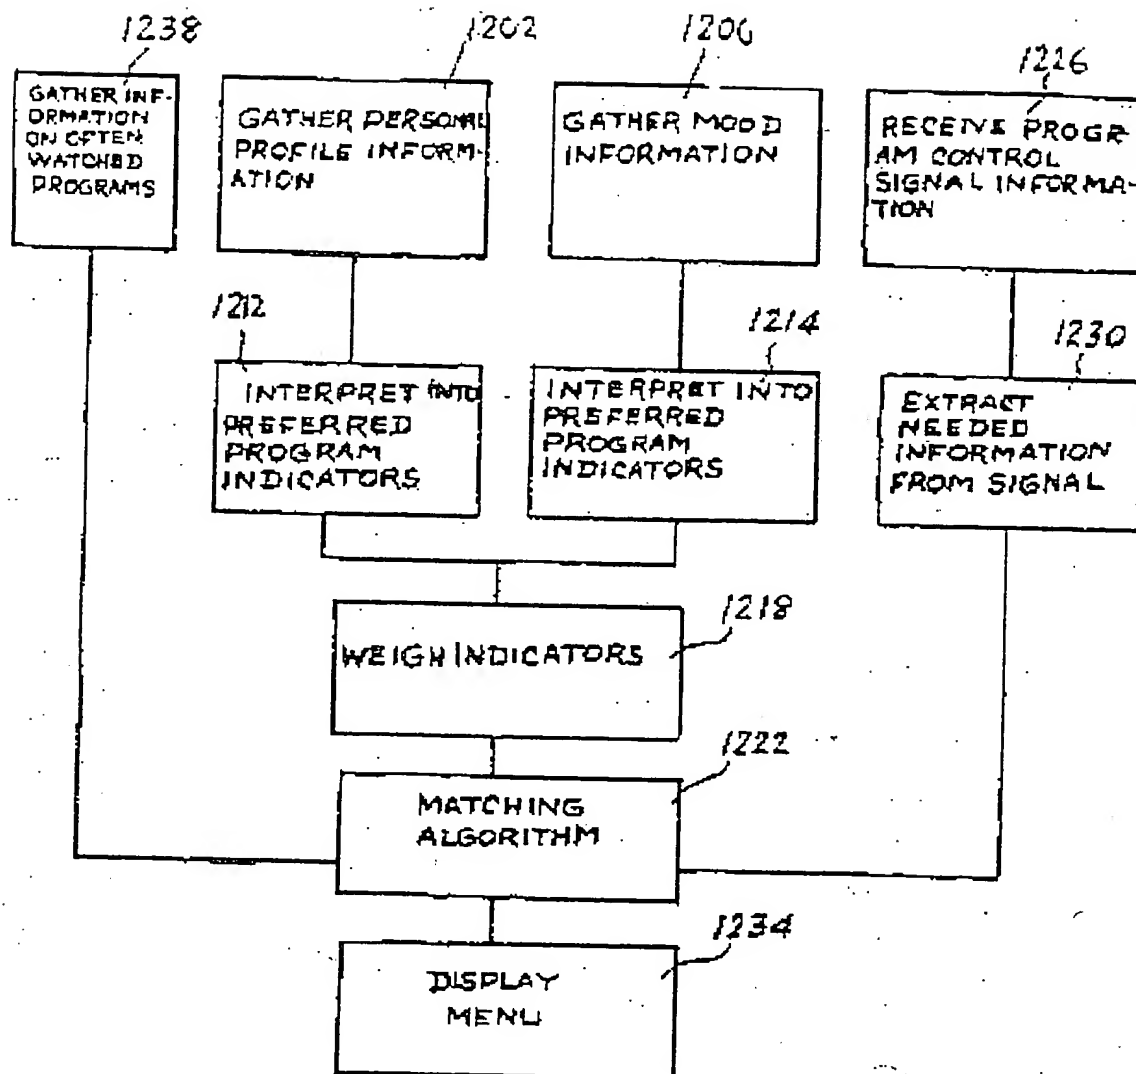 1238
GATHER INF-
ORMATION
ON OFTEN
WATCHED
PROGRAMS
1202
GATHER PERSONAL
PROFILE INFORM-
ATION
1206
GATHER MOOD
INFORMATION
1226
RECEIVE PROGR-
AM CONTROL
SIGNAL INFORMA-
TION
1212
INTERPRET INTO
PREFERRED
PROGRAM
INDICATORS
1214
INTERPRET INTO
PREFERRED
PROGRAM
INDICATORS
1230
EXTRACT
NEEDED
INFORMATION
FROM SIGNAL
1218
WEIGH INDICATORS
1222
MATCHING
ALGORITHM
1234
DISPLAY
MENU